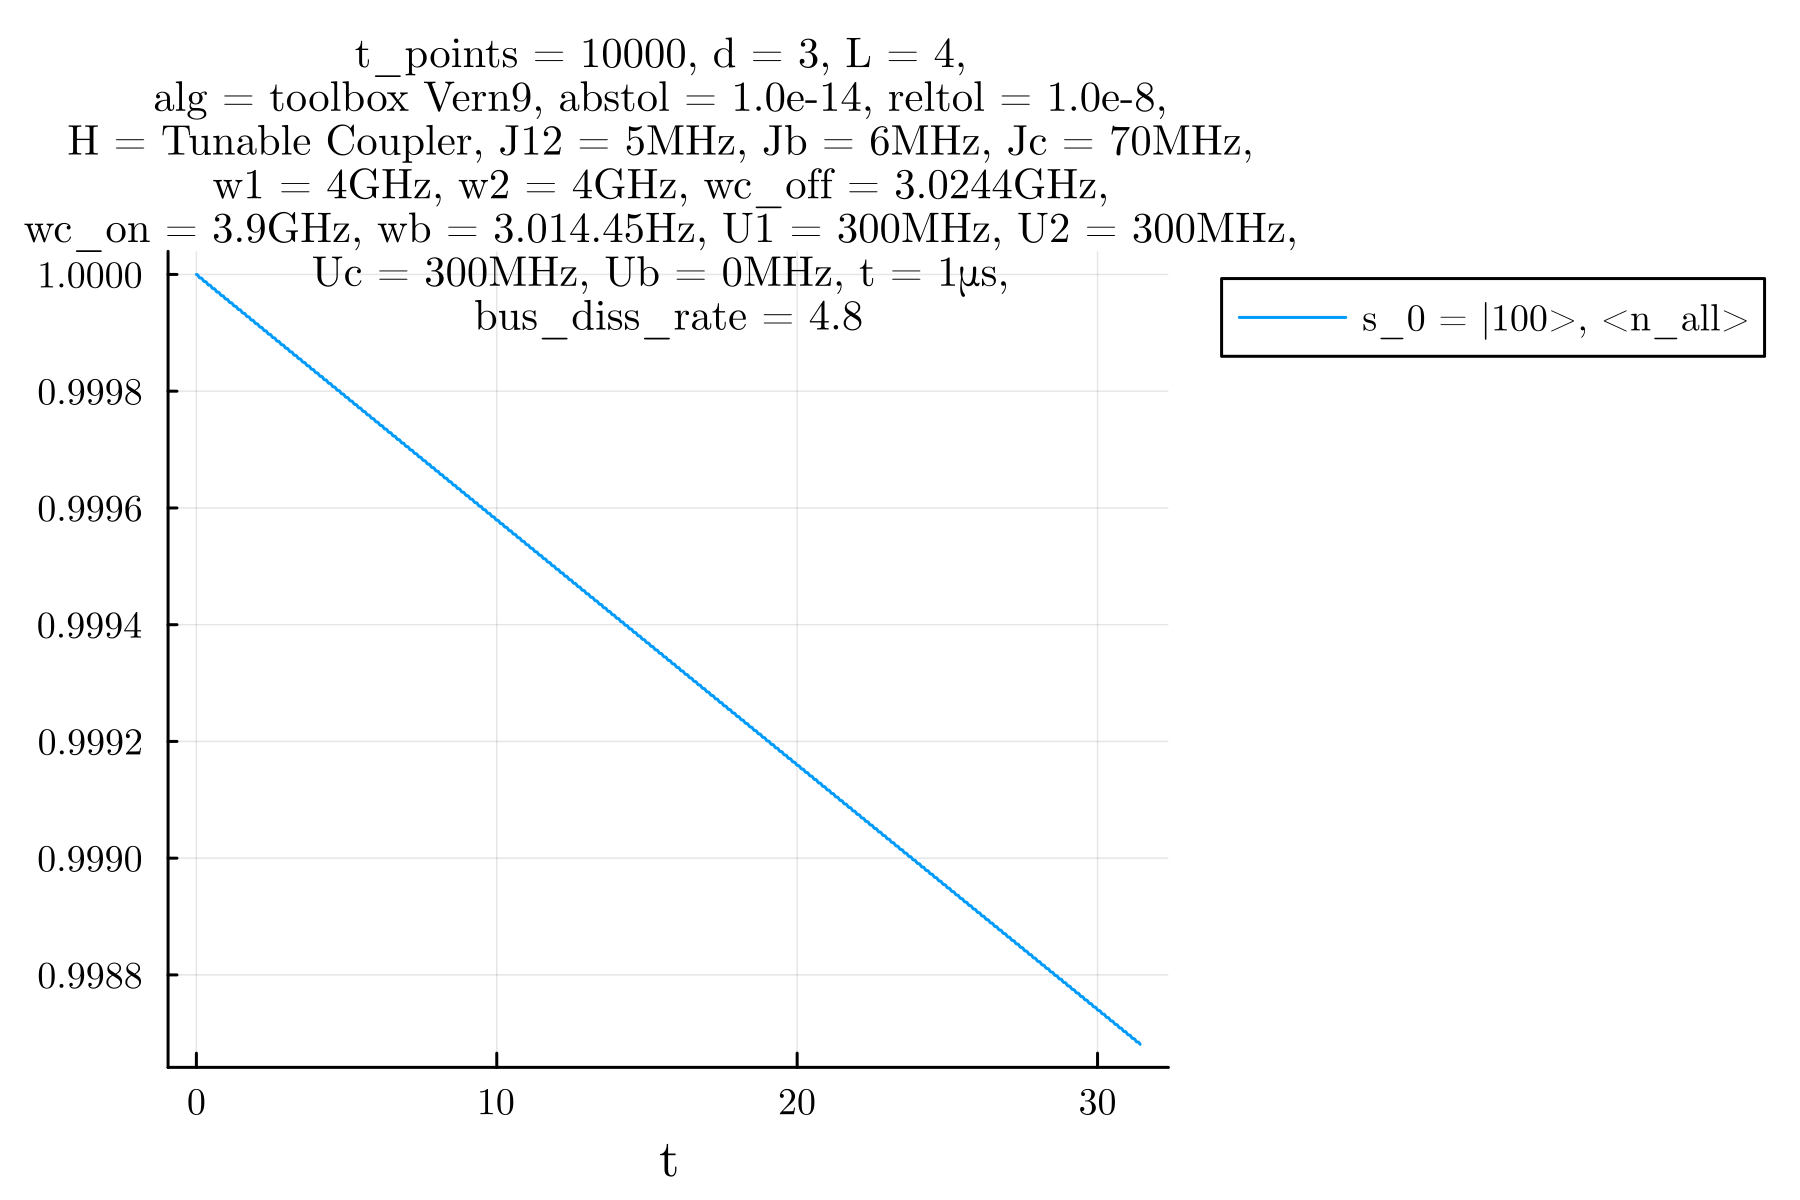 t_points = 10000, d = 3, L = 4,
alg = toolbox Vern9, abstol = 1.0e-14, reltol = 1.0e-8,
H = Tunable Coupler, J12 = 5MHz, Jb = 6MHz, Jc = 70MHz,
w1 = 4GHz, w2 = 4GHz, wc_off = 3.0244GHz,
wc_on = 3.9GHz, wb = 3.014.45Hz, U1 = 300MHz, U2 = 300MHz,
Uc = 300MHz, Ub = 0MHz, t = 1μs,
bus_diss_rate = 4.8
s_0 = |100>, <n_all>
1.0000
0.9998
0.9996
0.9994
0.9992
0.9990
0.9988
0 10 20 30
t